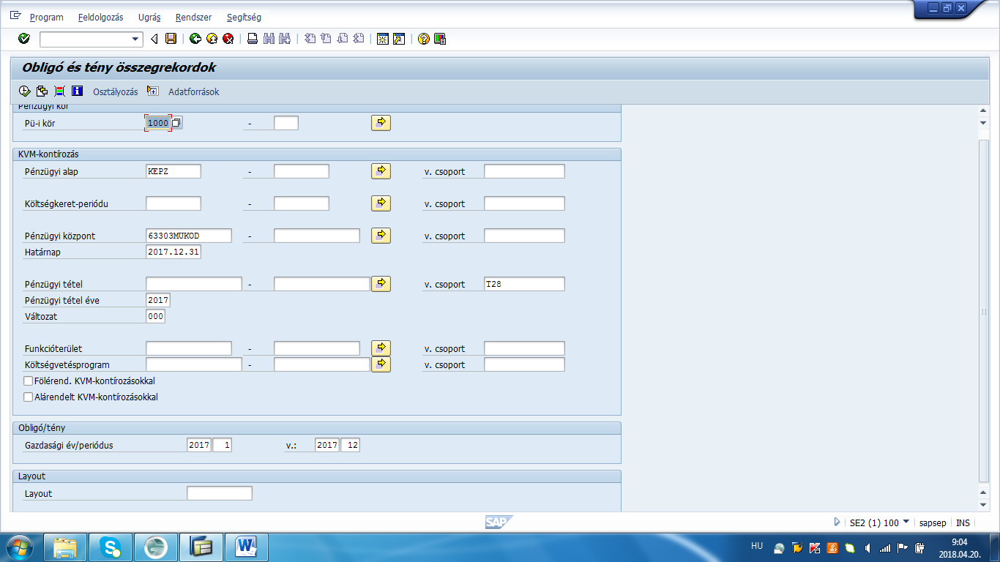 Program Feldolgozás Ugrás Rendszer Segítség
Obligó és tény összegrekordok
Osztályozás Adatforrások
Pénzügyi kör
Pü-i kör 1000 -
KVM-kontírozás
Pénzügyi alap KEPZ - v. csoport
Költségkeret-periódu - v. csoport
Pénzügyi központ 63303MUKOD - v. csoport
Határnap 2017.12.31
Pénzügyi tétel - v. csoport T28
Pénzügyi tétel éve 2017
Változat 000
Funkcióterület - v. csoport
Költségvetésprogram - v. csoport
Fölérend. KVM-kontírozásokkal
Alárendelt KVM-kontírozásokkal
Obligó/tény
Gazdasági év/periódus 2017 1 v.: 2017 12
Layout
Layout
SAP SE2 (1) 100 sapsep INS
HU 9:04
2018.04.20.